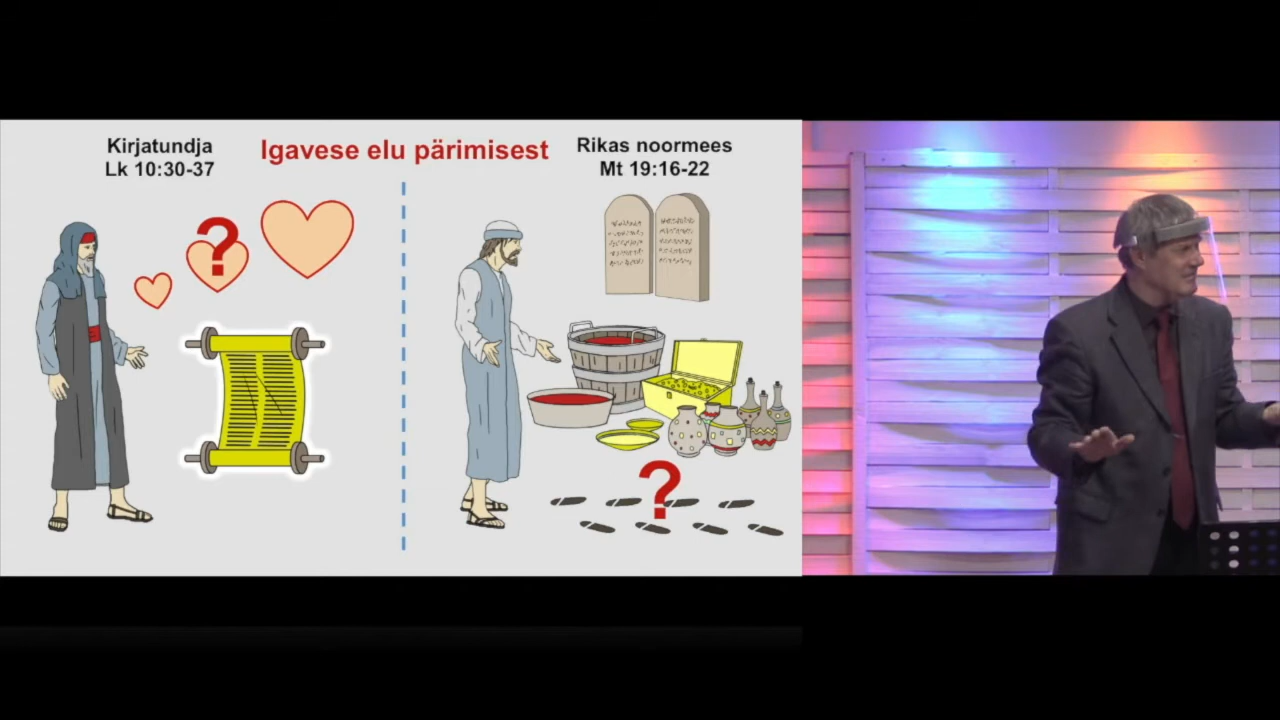 Kirjatundja
Lk 10:30-37
Igavese elu pärimisest
Rikas noormees
Mt 19:16-22
?
?